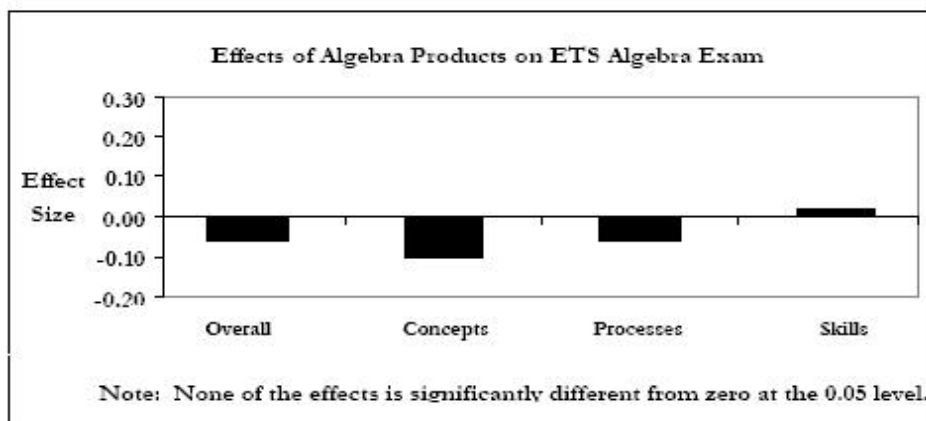 Effects of Algebra Products on ETS Algebra Exam
0.30
0.20
Effect 0.10
Size 0.00
-0.10
-0.20
Overall Concepts Processes Skills
Note: None of the effects is significantly different from zero at the 0.05 level.